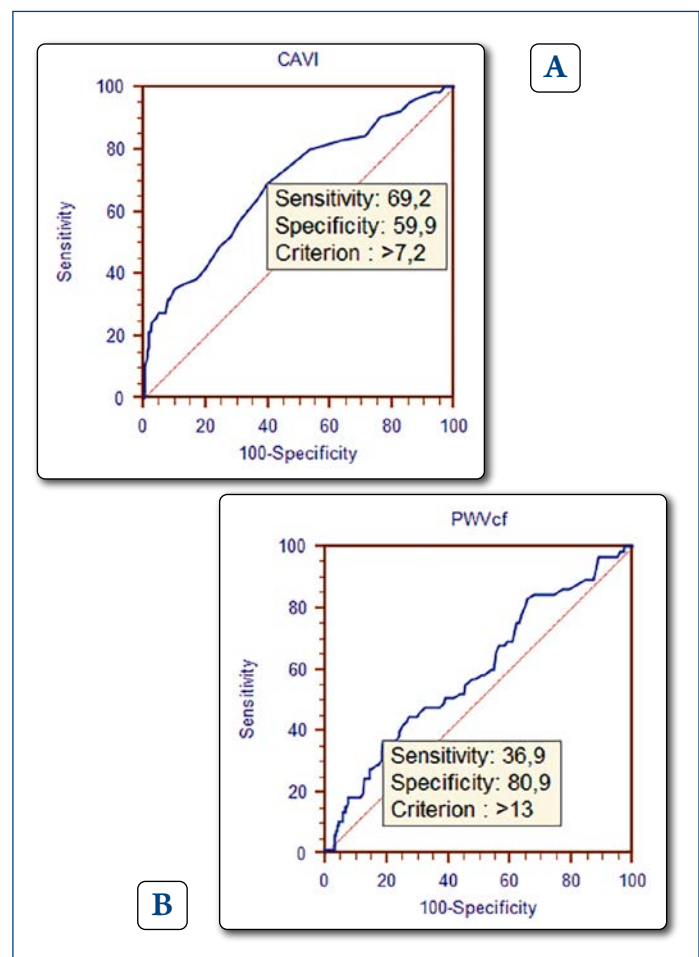 CAVI
A
100
80
60
40
20
0
Sensitivity
Sensitivity: 69,2
Specificity: 59,9
Criterion : >7,2
0 20 40 60 80 100
100-Specificity
PWVcf
100
80
60
40
20
0
Sensitivity
Sensitivity: 36,9
Specificity: 80,9
Criterion : >13
0 20 40 60 80 100
100-Specificity
B